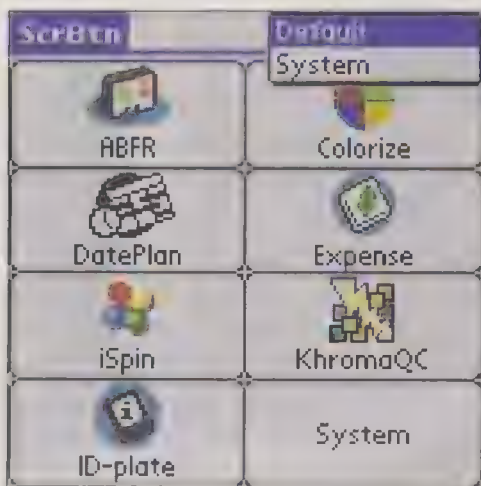 ScrBtn
Default
System
ABFR
Colorize
DatePlan
Expense
iSpin
KhromaQC
ID-plate
System